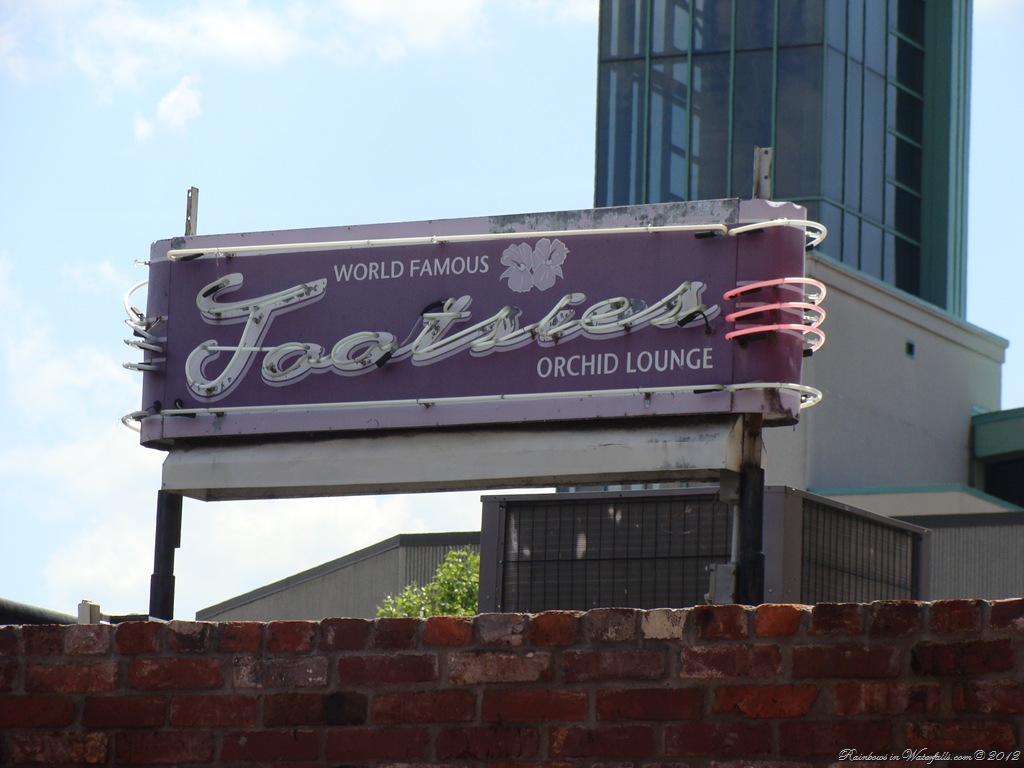 WORLD FAMOUS
Tootsies
ORCHID LOUNGE
Rainbows in Waterfalls.com © 2012